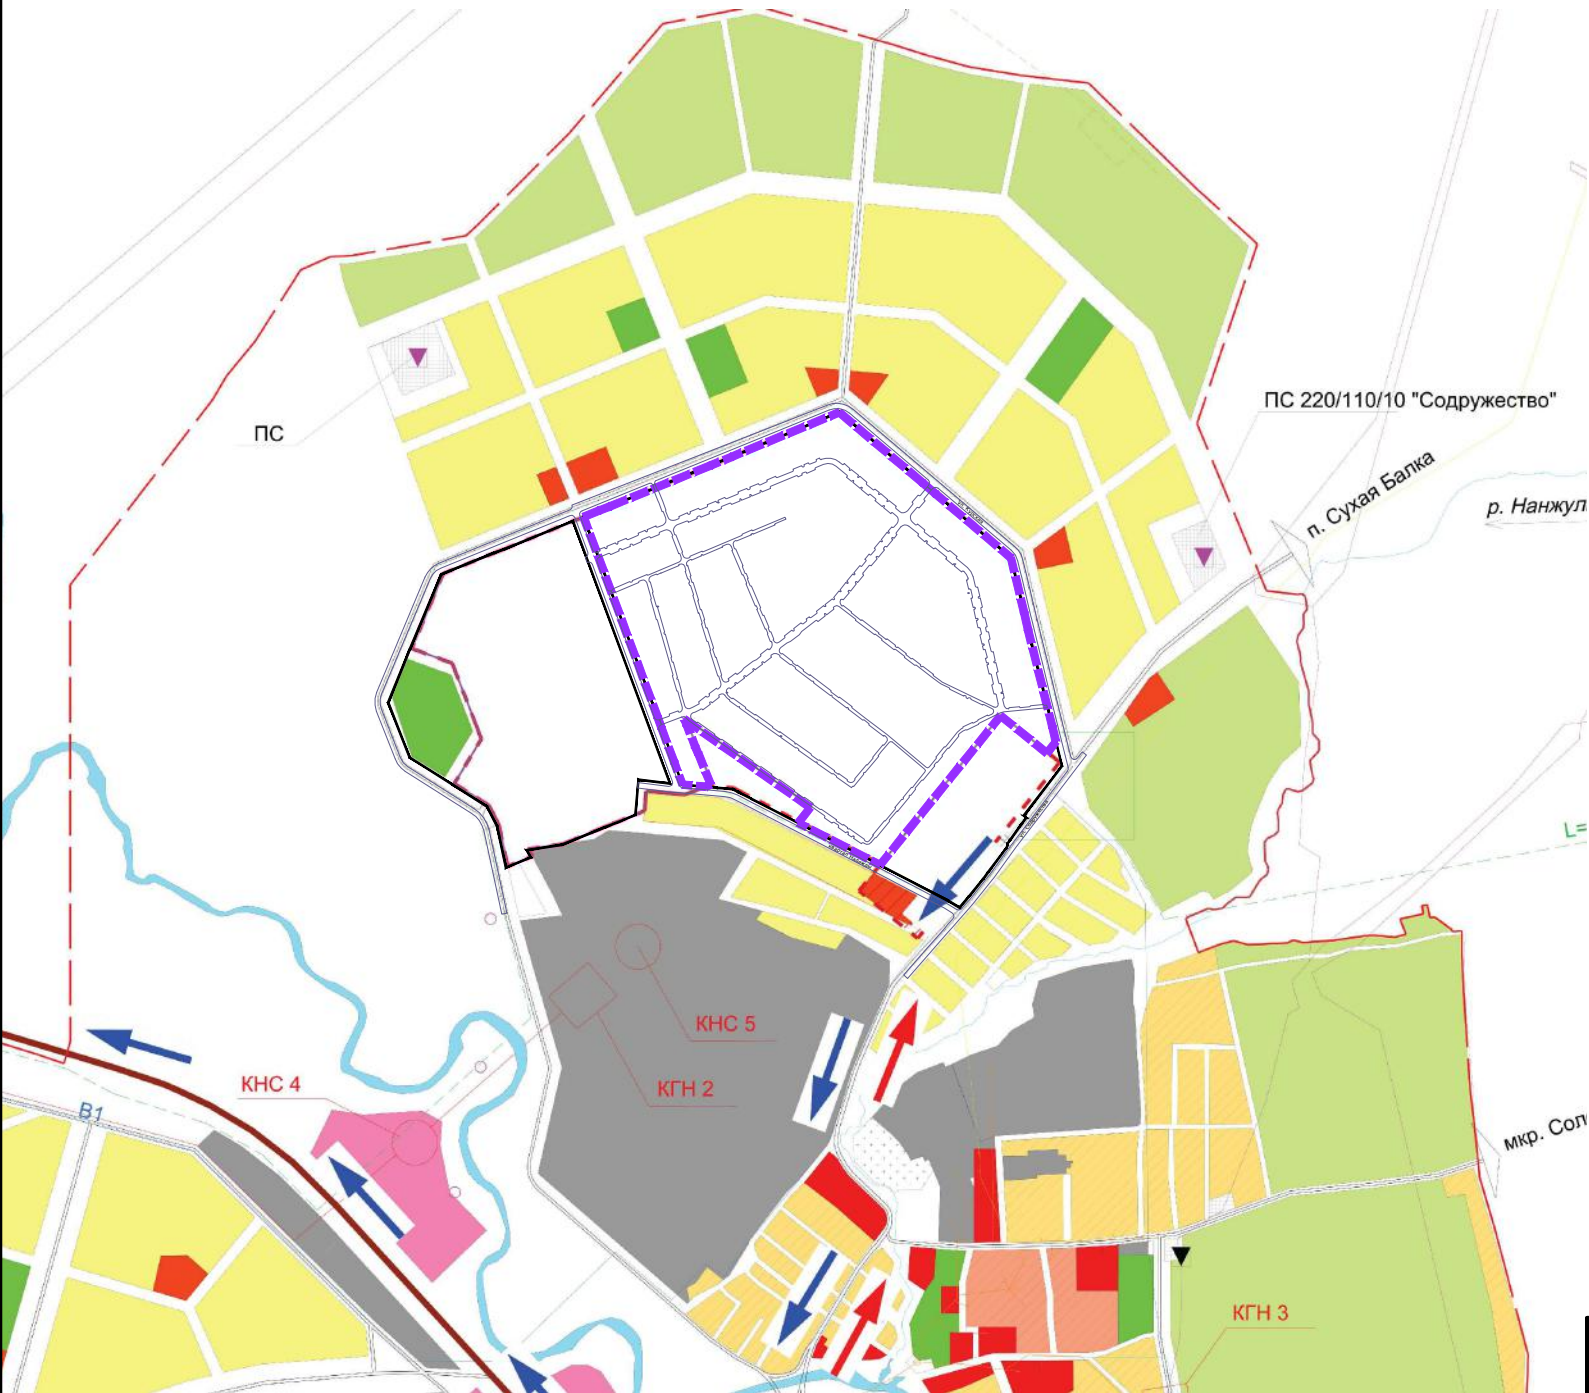 ПС 220/110/10 "Содружество"
ПС
п. Сухая Балка
р. Нанжул
L=
КНС 5
КНС 4
КГН 2
В1
мкр. Сол
КГН 3